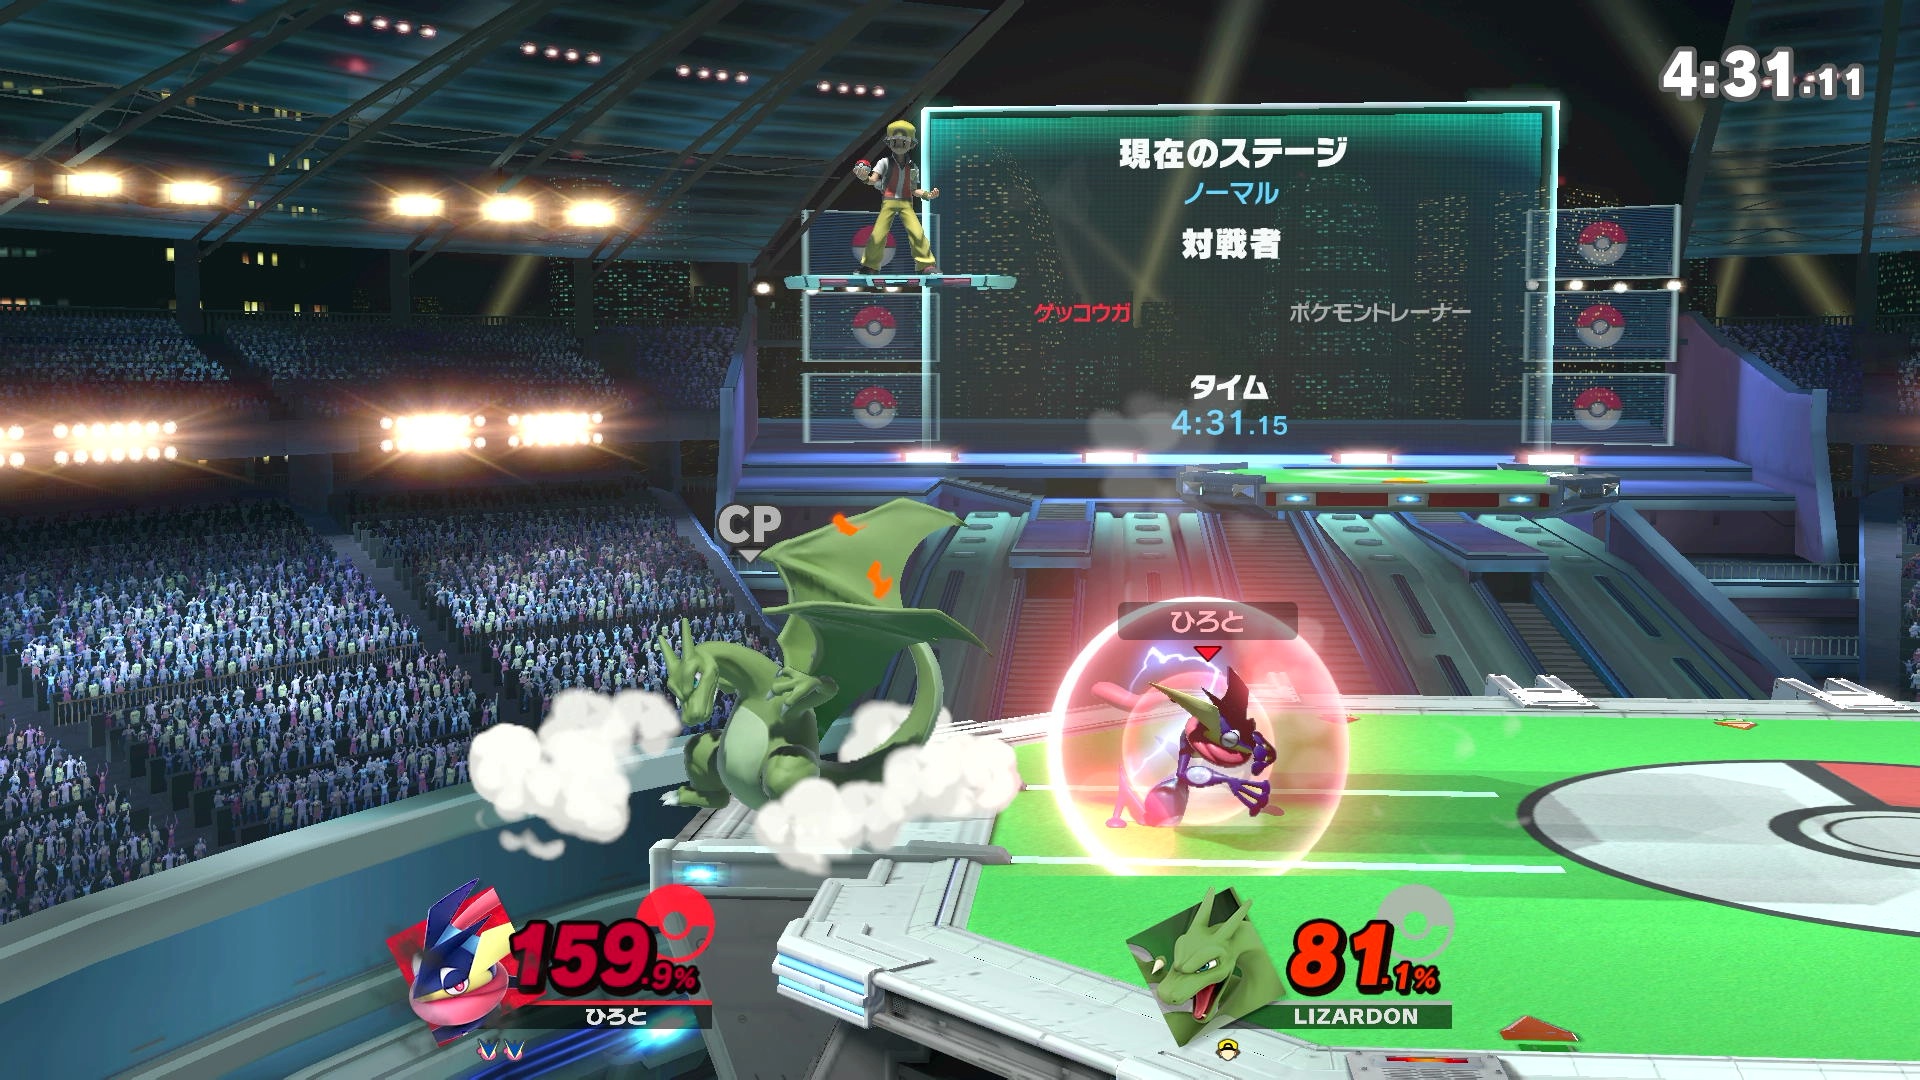 4:31.11
現在のステージ
ノーマル
対戦者
ゲッコウガ
ポケモントレーナー
タイム
4:31.15
CP
ひろと
159.9%
ひろと
81.1%
LIZARDON